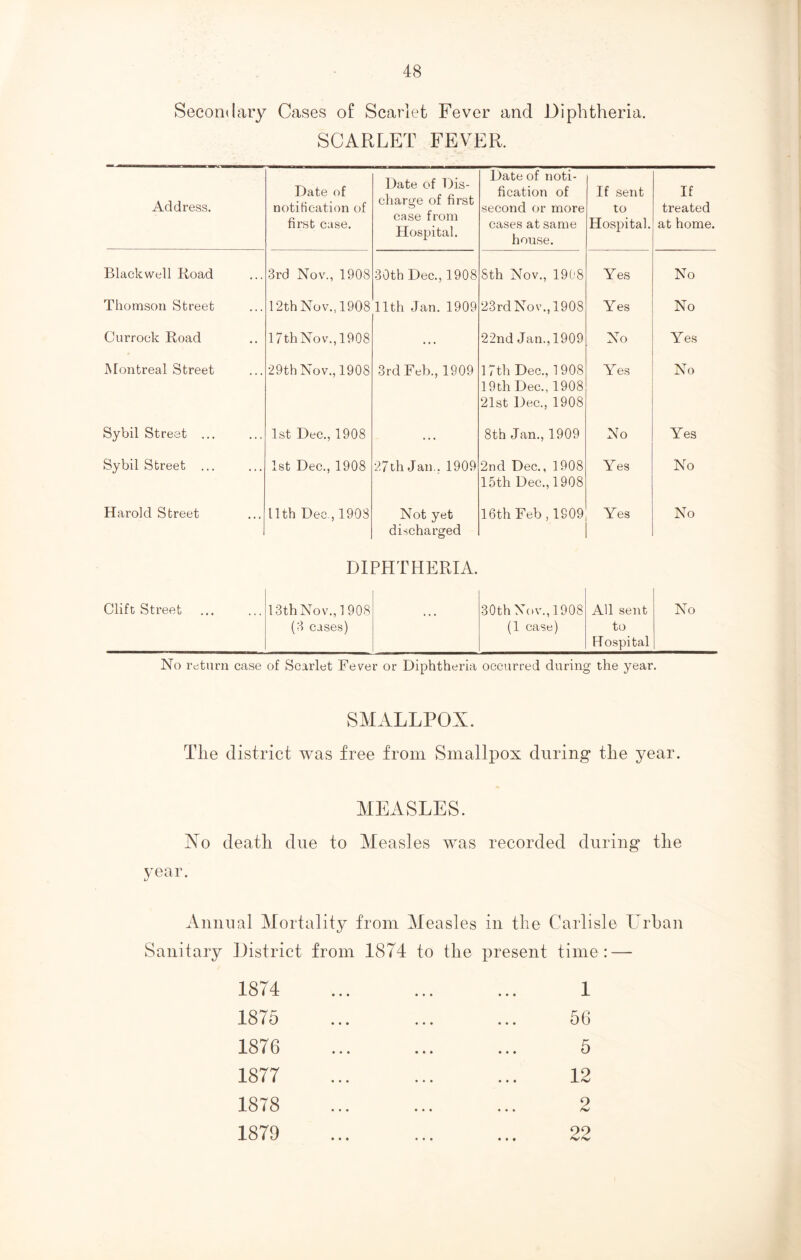 48
Secondary Cases of Scarlet Fever and Diphtheria.
SCARLET FEVER.
Address. | Date of notification of first case. | Date of Discharge of first case from Hospital. | Date of notification of second or more cases at same house. | If sent to Hospital. | If treated at home.
Blackwell Road ... 3rd Nov., 1908 30th Dec., 1908 8th Nov., 1908 Yes No
Thomson Street ... 12th Nov., 1908 11th Jan. 1909 23rd Nov., 1908 Yes No
Currock Road .. 17th Nov., 1908 ... 22nd Jan., 1909 No Yes
Montreal Street ... 29th Nov., 1908 3rd Feb., 1909 17th Dec., 1908 Yes No
19th Dec., 1908
21st Dec., 1908
Sybil Street ... ... 1st Dec., 1908 ... 8th Jan., 1909 No Yes
Sybil Street ... ... 1st Dec., 1908 27th Jan., 1909 2nd Dec., 1908 Yes No
15th Dec., 1908
Harold Street ... 11th Dec., 1908 Not yet 16th Feb, 1909 Yes No
discharged
DIPHTHERIA.
Clift Street ... ... 13th Nov., 1908 ... 30th Nov., 1908 All sent No
(3 cases) (1 case) to
Hospital
No return case of Scarlet Fever or Diphtheria occurred during the year.
SMALLPOX.
The district was free from Smallpox during the year.
MEASLES.
No death due to Measles was recorded during the
year.
Annual Mortality from Measles in the Carlisle Urban
Sanitary District from 1874 to the present time:—
1874 ... ... ... 1
1875 ... ... ... 56
1876 ... ... ... 5
1877 ... ... ... 12
1878 ... ... ... 2
1879 ... ... ... 22